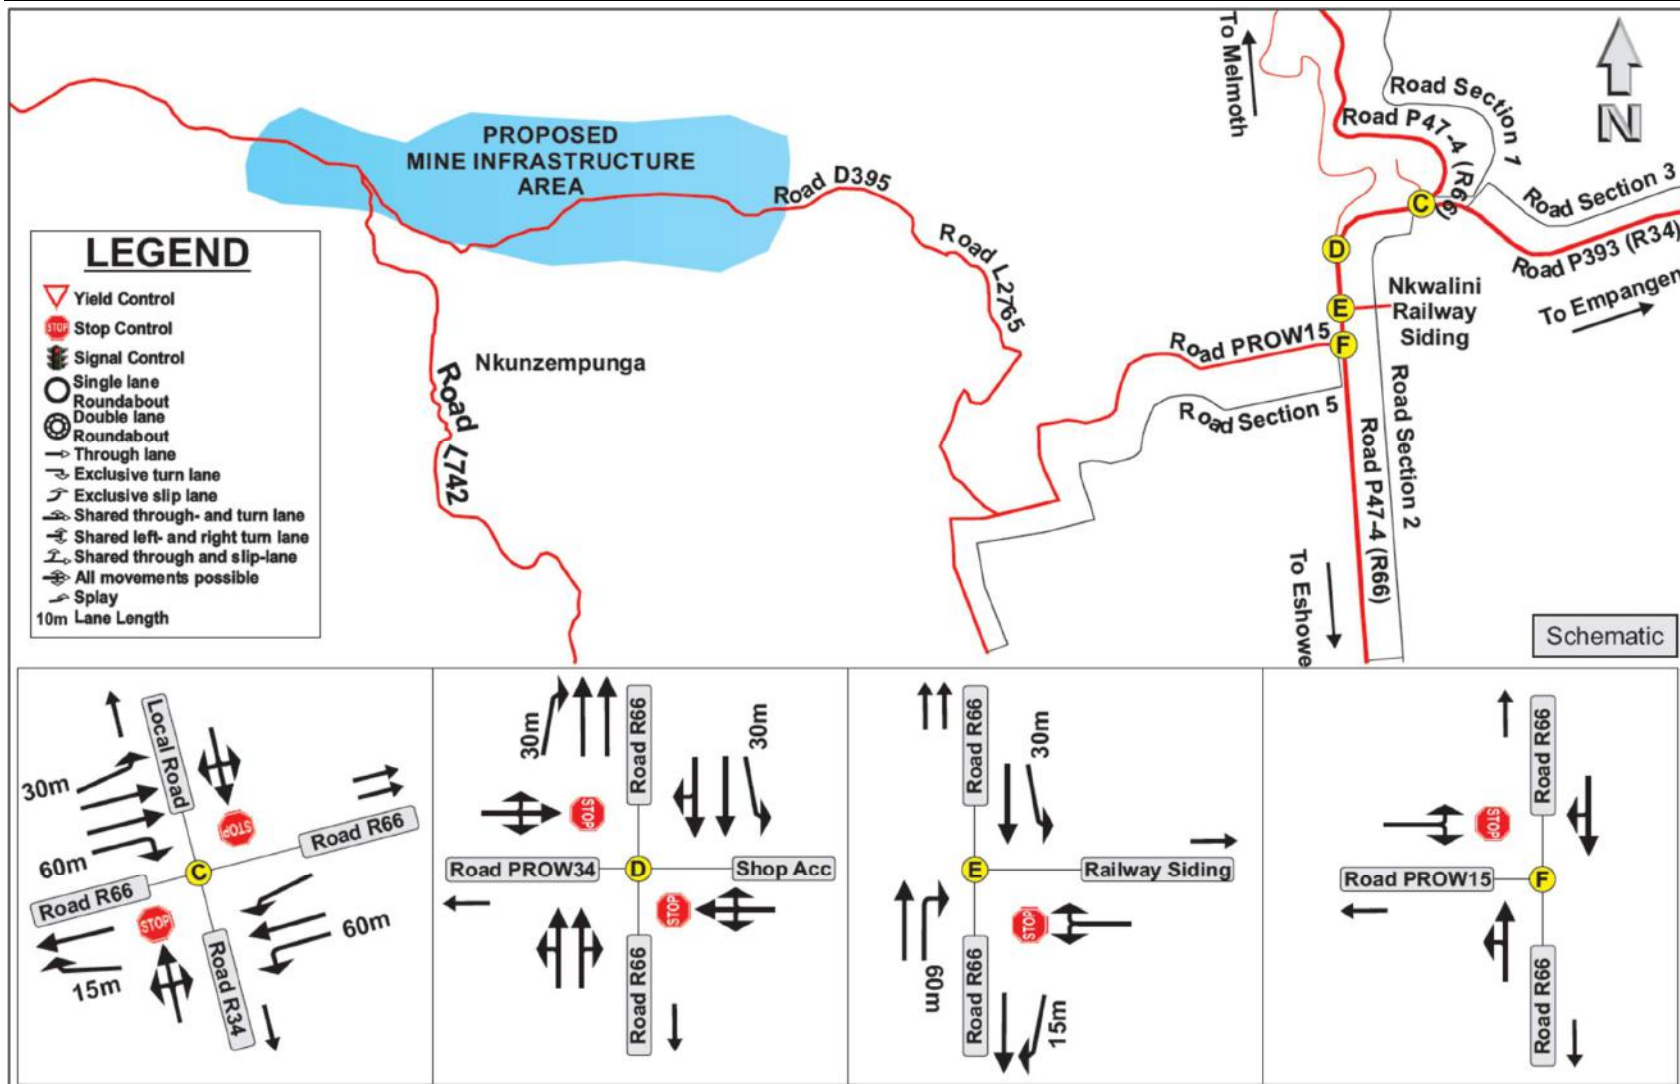 To Melmoth
Road Section 1
Road P47-4 (R66)
N
Road Section 3
Road P393 (R34)
To Empangen
C
D
E
F
Nkwalini
Railway
Siding
PROPOSED
MINE INFRASTRUCTURE
AREA
Road D395
Road L2765
Road PROW15
Road Section 5
Road P47-4 (R66)
Road Section 2
To Eshowe
Nkunzempunga
Road L742
LEGEND
Yield Control
STOP Stop Control
Signal Control
Single lane
Roundabout
Double lane
Roundabout
Through lane
Exclusive turn lane
Exclusive slip lane
Shared through- and turn lane
Shared left- and right turn lane
Shared through and slip-lane
All movements possible
Splay
10m Lane Length
Schematic
Local Road
30m
STOP
Road R66
60m
C
Road R66
STOP
60m
15m
Road R34
30m
Road R66
30m
STOP
Road PROW34
D
Shop Acc
STOP
Road R66
Road R66
30m
E
Railway Siding
STOP
60m
Road R66
15m
Road R66
STOP
Road PROW15
F
Road R66